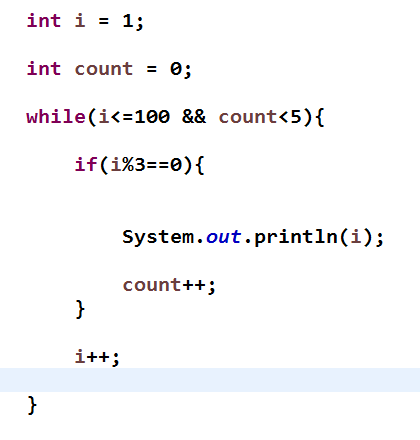 int i = 1;
int count = 0;
while(i<=100 && count<5){
if(i%3==0){
System.out.println(i);
count++;
}
i++;
}